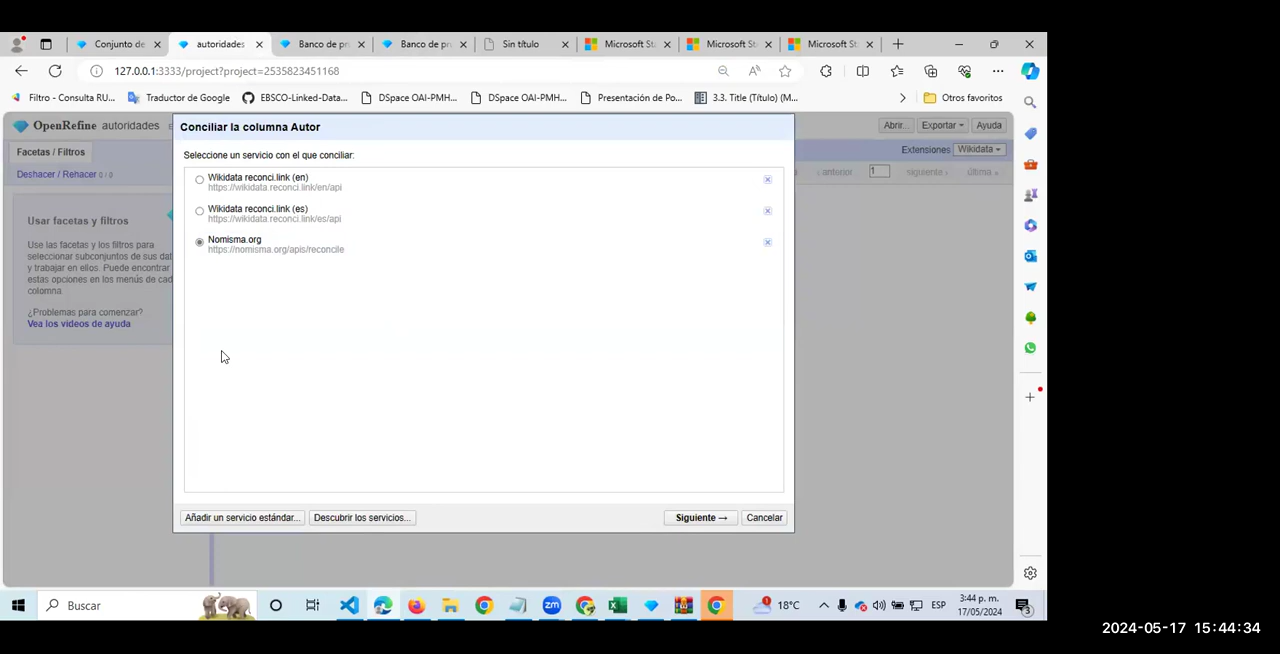 Conjunto de
autoridades
Banco de pr
Banco de pr
Sin título
Microsoft St
Microsoft St
Microsoft St
127.0.0.1:3333/project?project=2535823451168
Filtro - Consulta RU...
Traductor de Google
EBSCO-Linked-Data...
DSpace OAI-PMH...
DSpace OAI-PMH...
Presentación de Po...
3.3. Title (Título) (M...
Otros favoritos
OpenRefine autoridades
Abrir...
Exportar
Ayuda
Facetas / Filtros
Extensiones
Wikidata
Deshacer / Rehacer 0 / 0
‹ anterior
1
siguiente ›
última »
Usar facetas y filtros
Use las facetas y los filtros para
seleccionar subconjuntos de sus dat
y trabajar en ellos. Puede encontrar
estas opciones en los menús de cad
columna
¿Problemas para comenzar?
Vea los videos de ayuda
Conciliar la columna Autor
Seleccione un servicio con el que conciliar:
Wikidata reconci.link (en)
https://wikidata.reconci.link/en/api
Wikidata reconci.link (es)
https://wikidata.reconci.link/es/api
Nomisma.org
https://nomisma.org/apis/reconcile
Añadir un servicio estándar...
Descubrir los servicios...
Siguiente →
Cancelar
Buscar
zm
18°C
ESP
3:44 p. m.
17/05/2024
3
2024-05-17 15:44:34